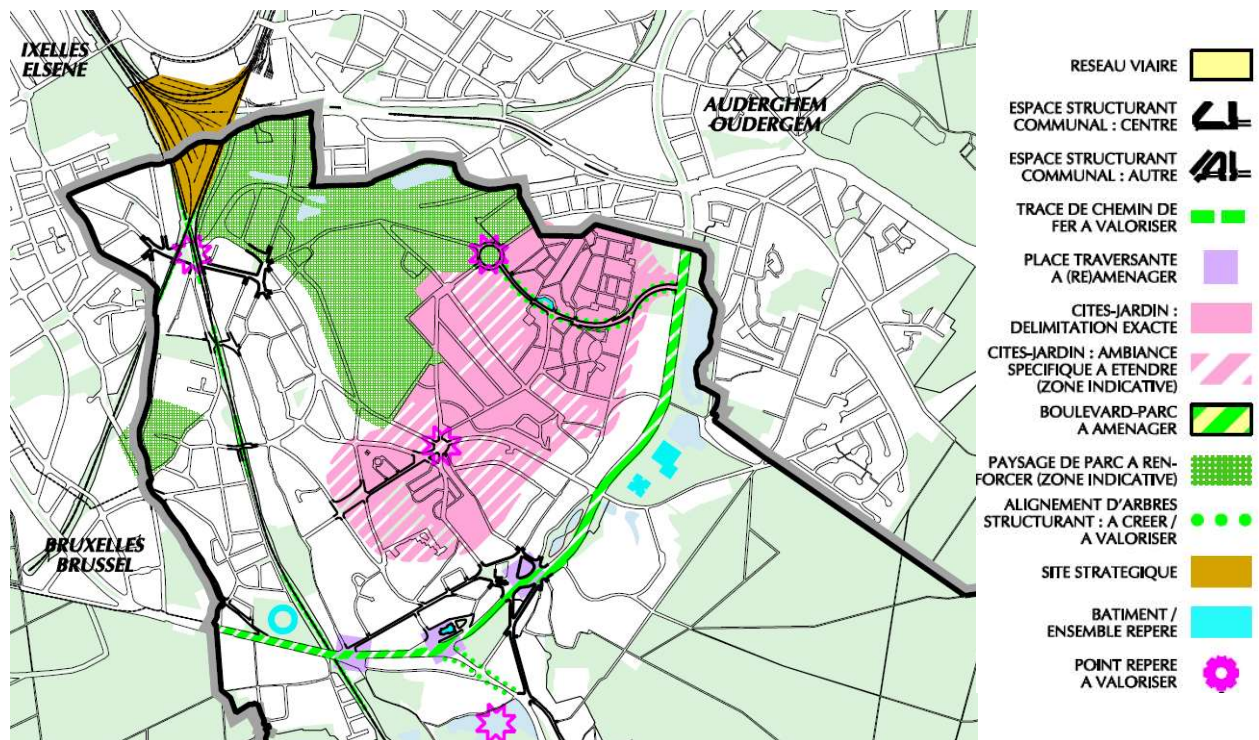 IXELLES
ELSENE
AUDERGHEM
OUDERGEM
BRUXELLES
BRUSSEL
RESEAU VIAIRE
ESPACE STRUCTURANT
COMMUNAL : CENTRE
ESPACE STRUCTURANT
COMMUNAL : AUTRE
TRACE DE CHEMIN DE
FER A VALORISER
PLACE TRAVERSANTE
A (RE)AMENAGER
CITES-JARDIN :
DELIMITATION EXACTE
CITES-JARDIN : AMBIANCE
SPECIFIQUE A ETENDRE
(ZONE INDICATIVE)
BOULEVARD-PARC
A AMENAGER
PAYSAGE DE PARC A REN-
FORCER (ZONE INDICATIVE)
ALIGNEMENT D'ARBRES
STRUCTURANT : A CREER /
A VALORISER
SITE STRATEGIQUE
BATIMENT /
ENSEMBLE REPERE
POINT REPERE
A VALORISER